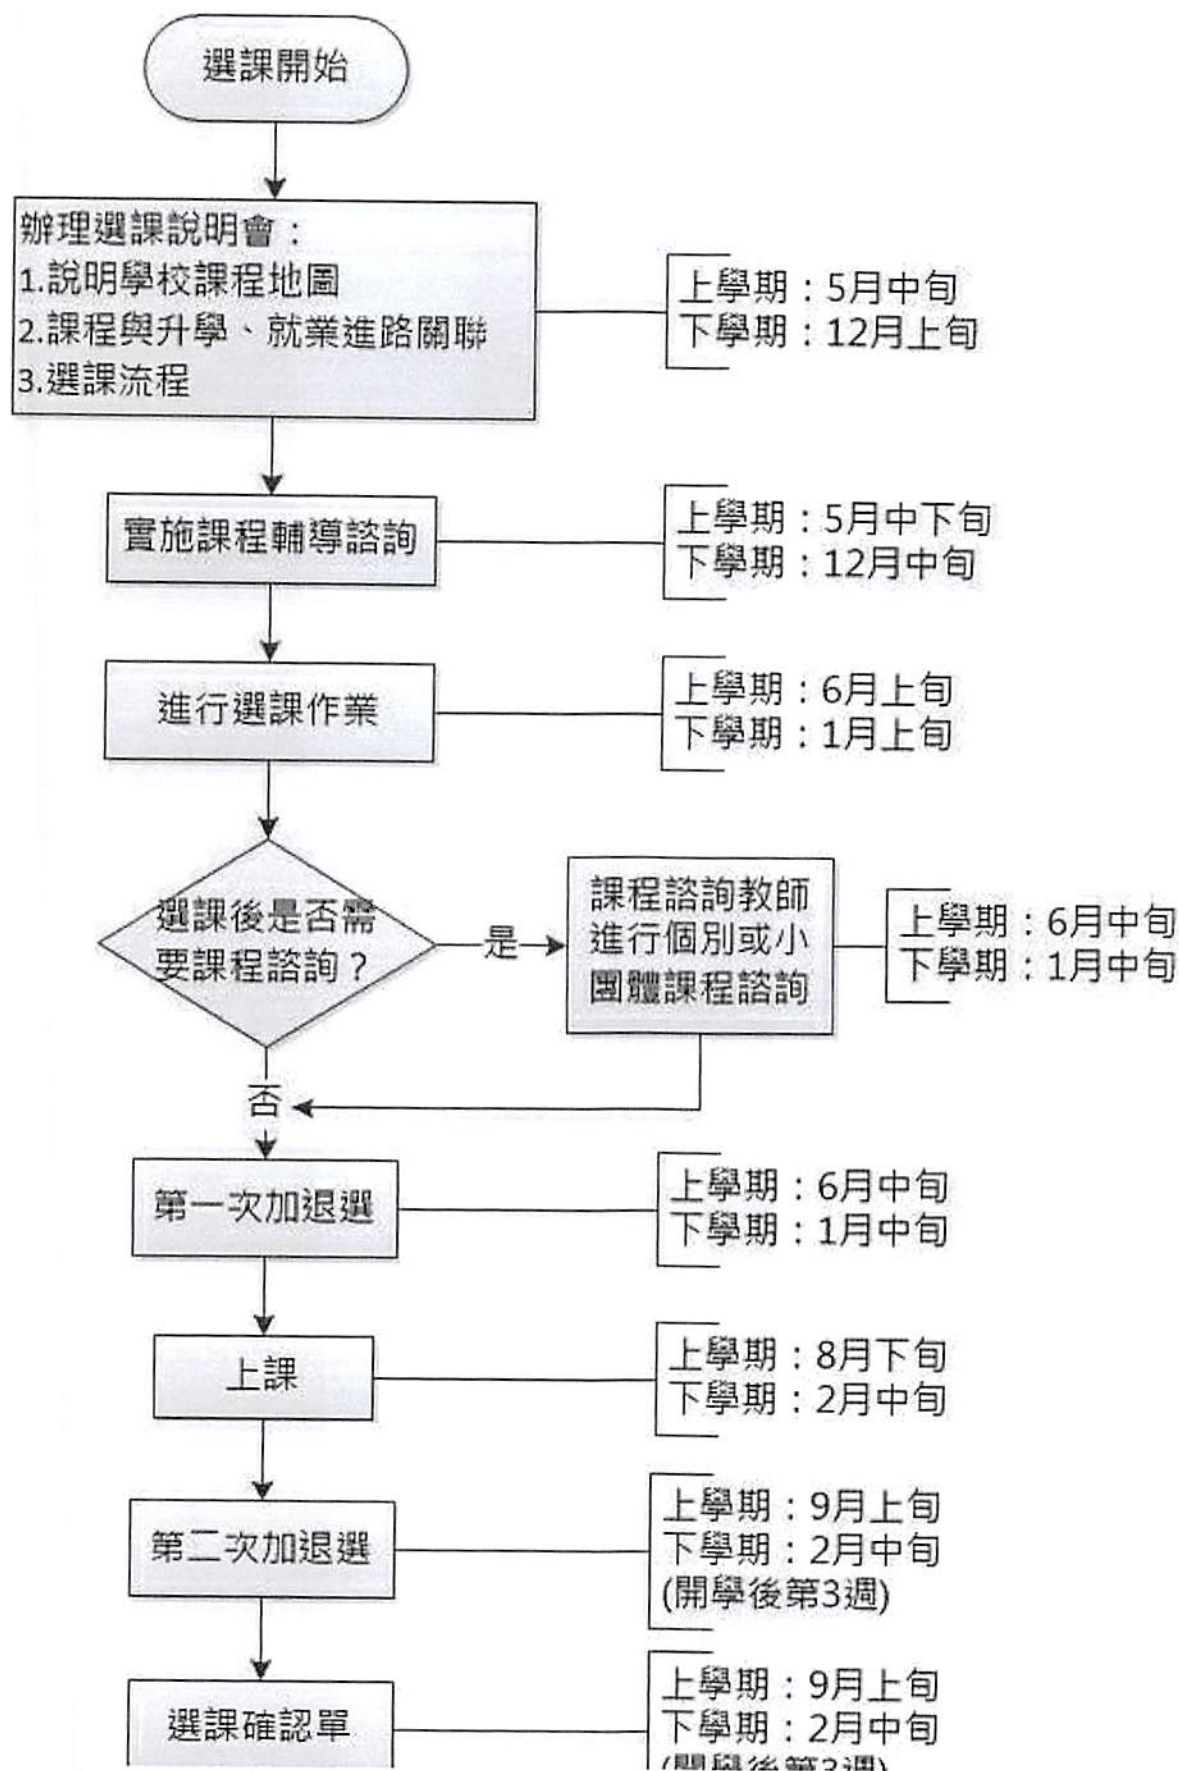 選課開始
辦理選課說明會：
1.說明學校課程地圖
2.課程與升學、就業進路關聯
3.選課流程
上學期：5月中旬
下學期：12月上旬
實施課程輔導諮詢
上學期：5月中下旬
下學期：12月中旬
進行選課作業
上學期：6月上旬
下學期：1月上旬
選課後是否需
要課程諮詢？
是
課程諮詢教師
進行個別或小
團體課程諮詢
上學期：6月中旬
下學期：1月中旬
否
第一次加退選
上學期：6月中旬
下學期：1月中旬
上課
上學期：8月下旬
下學期：2月中旬
第二次加退選
上學期：9月上旬
下學期：2月中旬
(開學後第3週)
選課確認單
上學期：9月上旬
下學期：2月中旬
(開學後第3週)